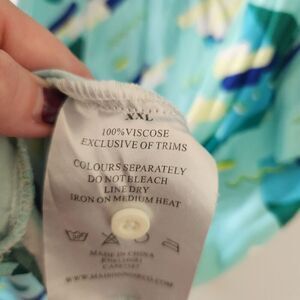 XXL
100%VISCOSE
EXCLUSIVE OF TRIMS
COLOURS SEPARATELY
DO NOT BLEACH
LINE DRY
IRON ON MEDIUM HEAT
MADE IN CHINA